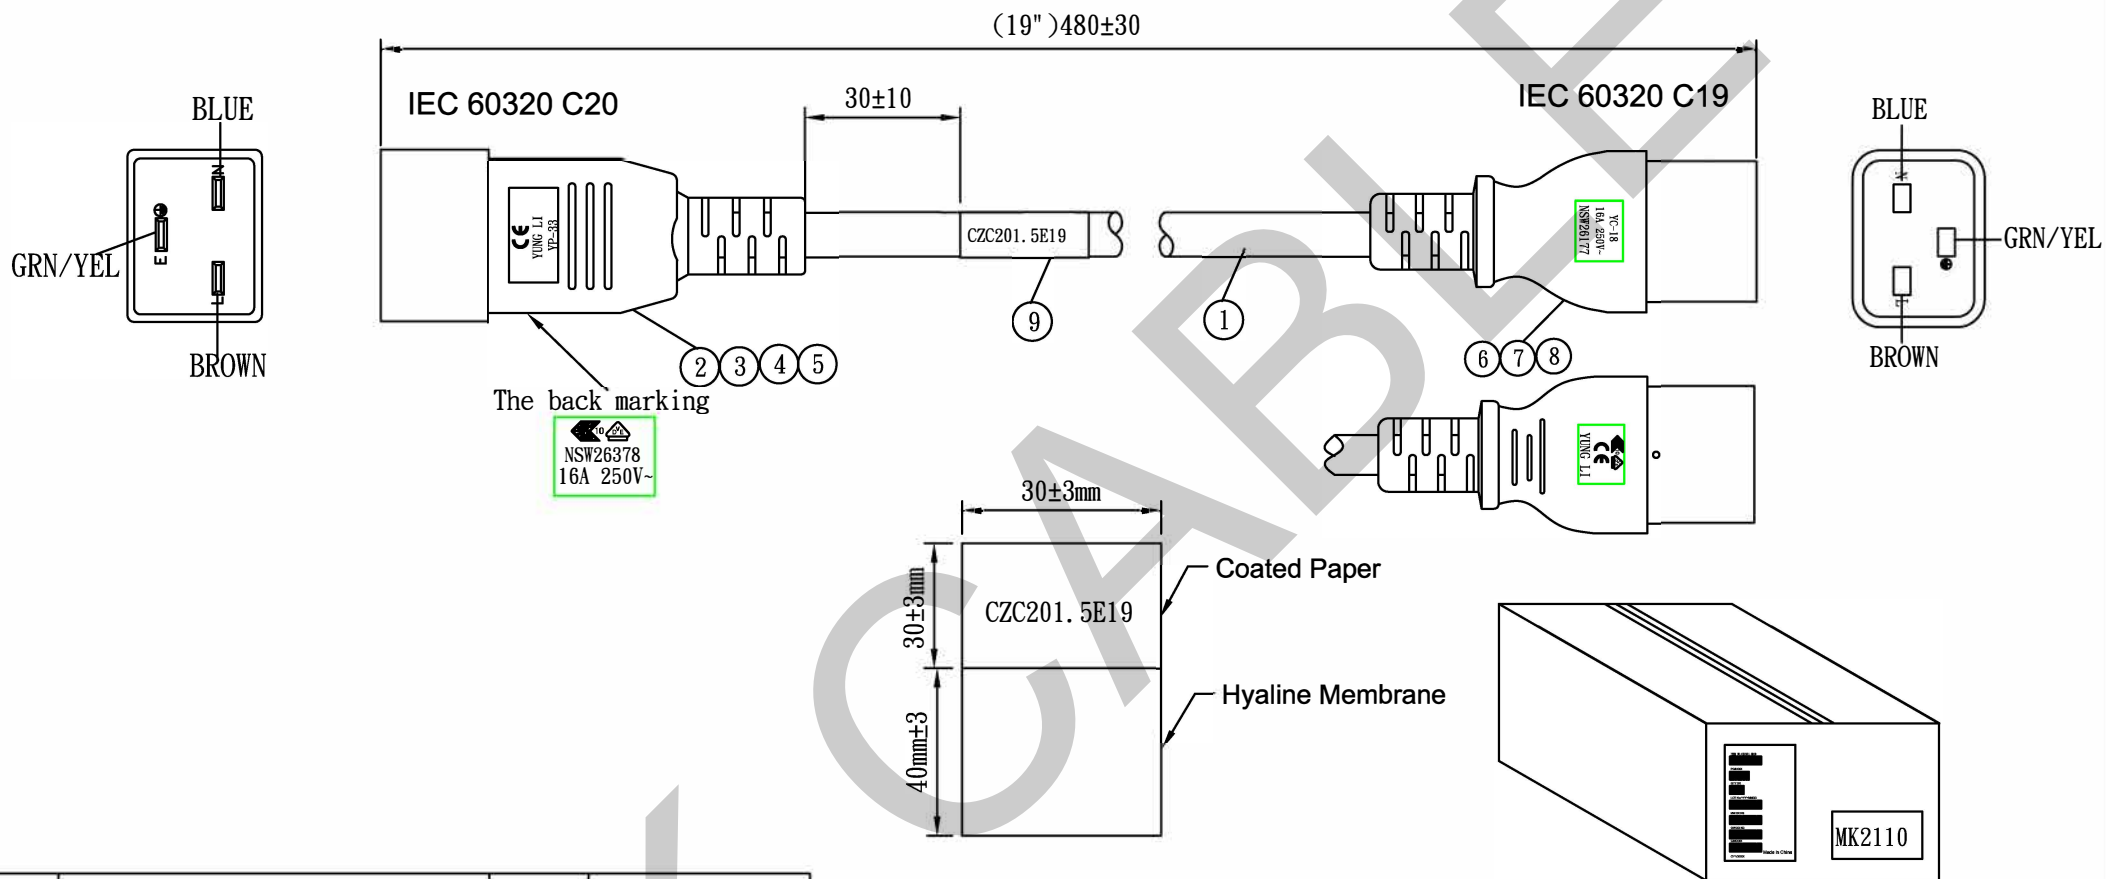 (19")480±30
IEC 60320 C20
30±10
IEC 60320 C19
BLUE
GRN/YEL
BROWN
N
E
L
CE
YUNG LI
YP-33
CZC201.5E19
YC-18
16A 250V~
NSW26177
BLUE
GRN/YEL
BROWN
N
L
1
2
3
4
5
6
7
8
9
The back marking
10
NSW26378
16A 250V~
CE
YUNG LI
30±3mm
30±3mm
CZC201.5E19
Coated Paper
40mm±3
Hyaline Membrane
Made in China
MK2110
CABLE